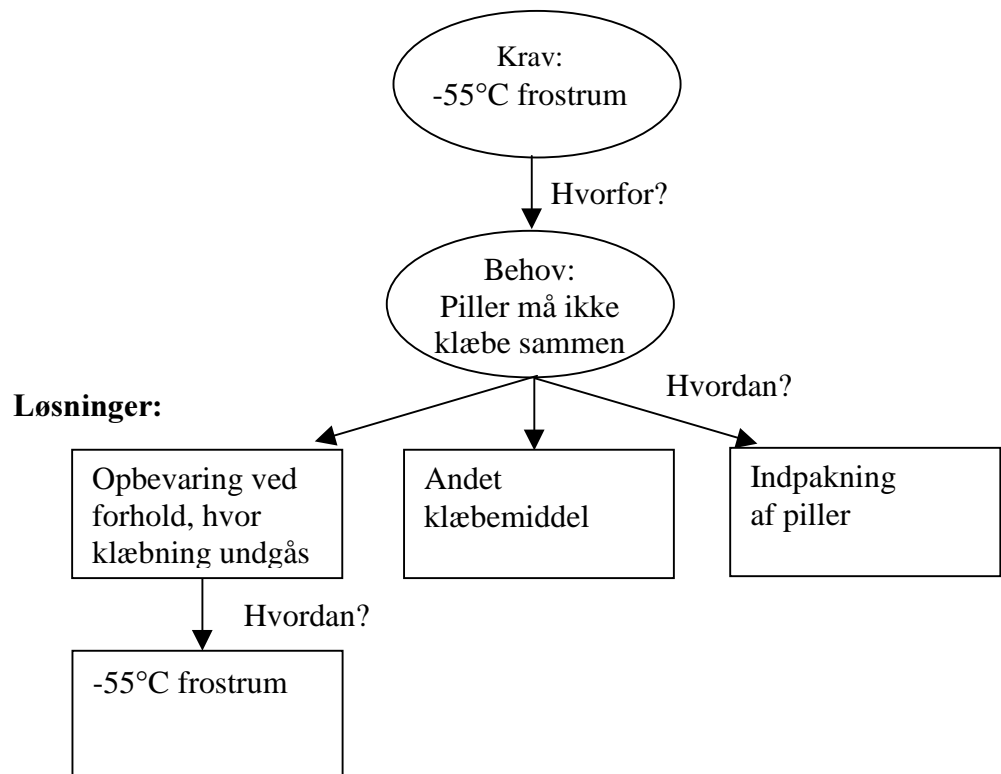 Krav:
-55°C frostrum
Hvorfor?
Behov:
Piller må ikke
klæbe sammen
Hvordan?
Løsninger:
Opbevaring ved
forhold, hvor
klæbning undgås
Andet
klæbemiddel
Indpakning
af piller
Hvordan?
-55°C frostrum